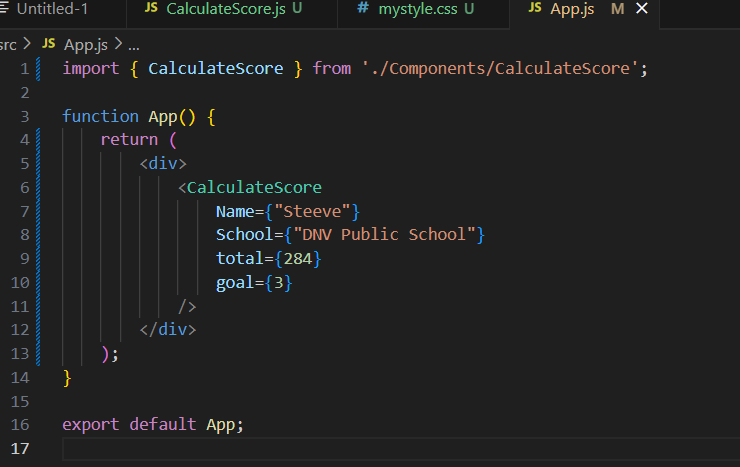 Untitled-1 JS CalculateScore.js U # mystyle.css U JS App.js M ✕
src > JS App.js > ...
1 import { CalculateScore } from './Components/CalculateScore';
2
3 function App() {
4 return (
5 <div>
6 <CalculateScore
7 Name={"Steeve"}
8 School={"DNV Public School"}
9 total={284}
10 goal={3}
11 />
12 </div>
13 );
14 }
15
16 export default App;
17